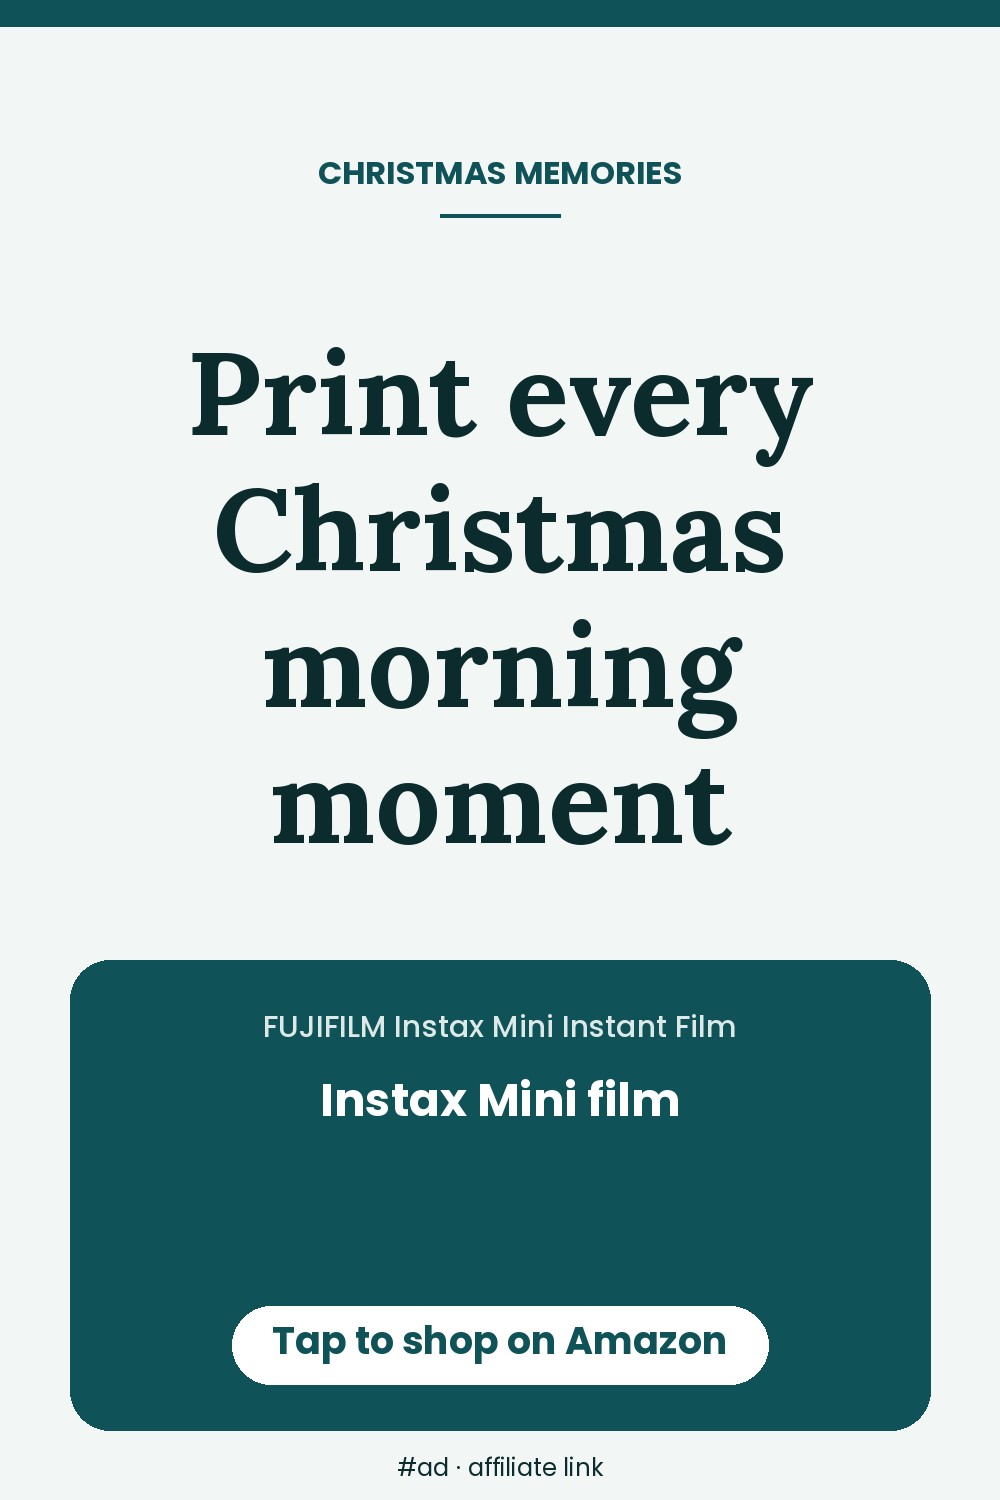 CHRISTMAS MEMORIES
Print every
Christmas
morning
moment
FUJIFILM Instax Mini Instant Film
Instax Mini film
Tap to shop on Amazon
#ad · affiliate link